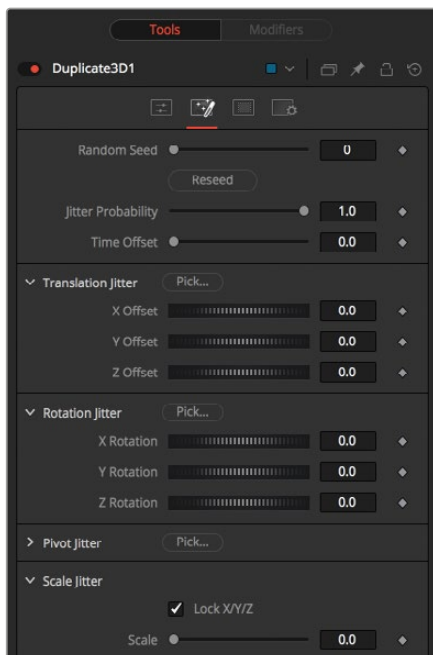 Tools Modifiers
Duplicate3D1
Random Seed 0
Reseed
Jitter Probability 1.0
Time Offset 0.0
Translation Jitter Pick...
X Offset 0.0
Y Offset 0.0
Z Offset 0.0
Rotation Jitter Pick...
X Rotation 0.0
Y Rotation 0.0
Z Rotation 0.0
Pivot Jitter Pick...
Scale Jitter
Lock X/Y/Z
Scale 0.0